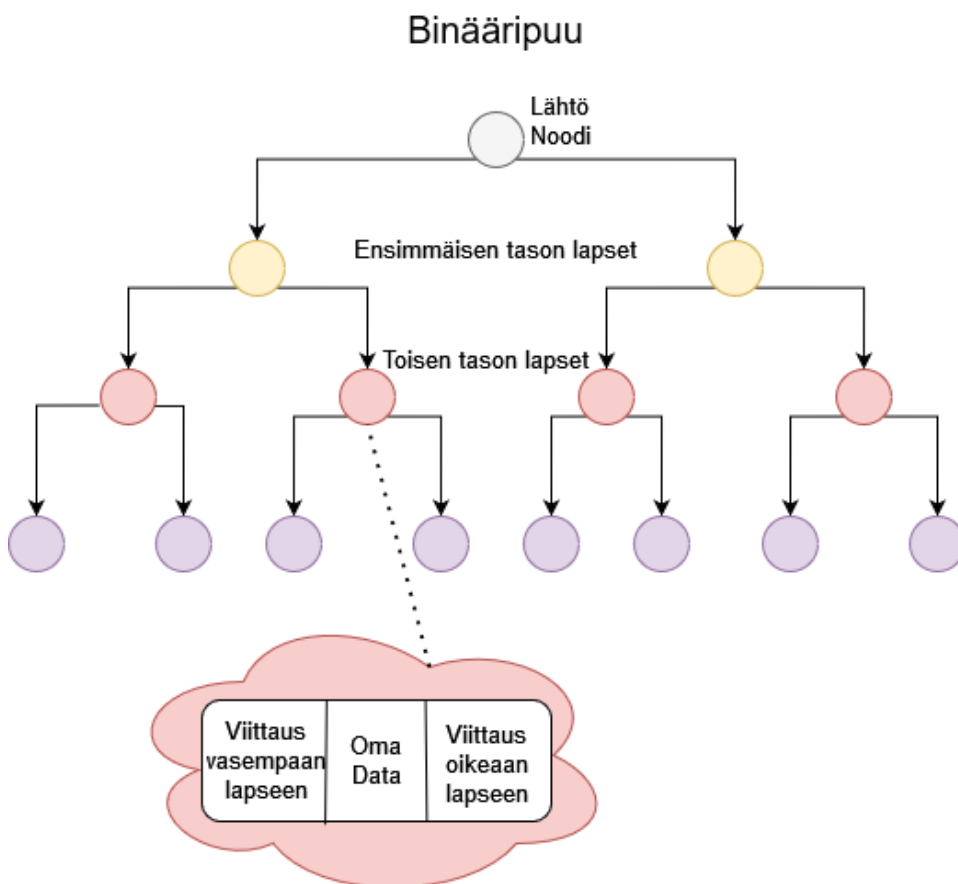 Binääripuu
Lähtö
Noodi
Ensimmäisen tason lapset
Toisen tason lapset
Viittaus
vasempaan
lapseen
Oma
Data
Viittaus
oikeaan
lapseen